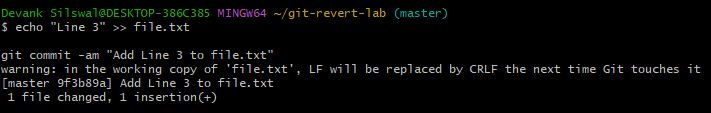 Devank Silswal@DESKTOP-386C385 MINGW64 ~/git-revert-lab (master)
$ echo "Line 3" >> file.txt

git commit -am "Add Line 3 to file.txt"
warning: in the working copy of 'file.txt', LF will be replaced by CRLF the next time Git touches it
[master 9f3b89a] Add Line 3 to file.txt
 1 file changed, 1 insertion(+)